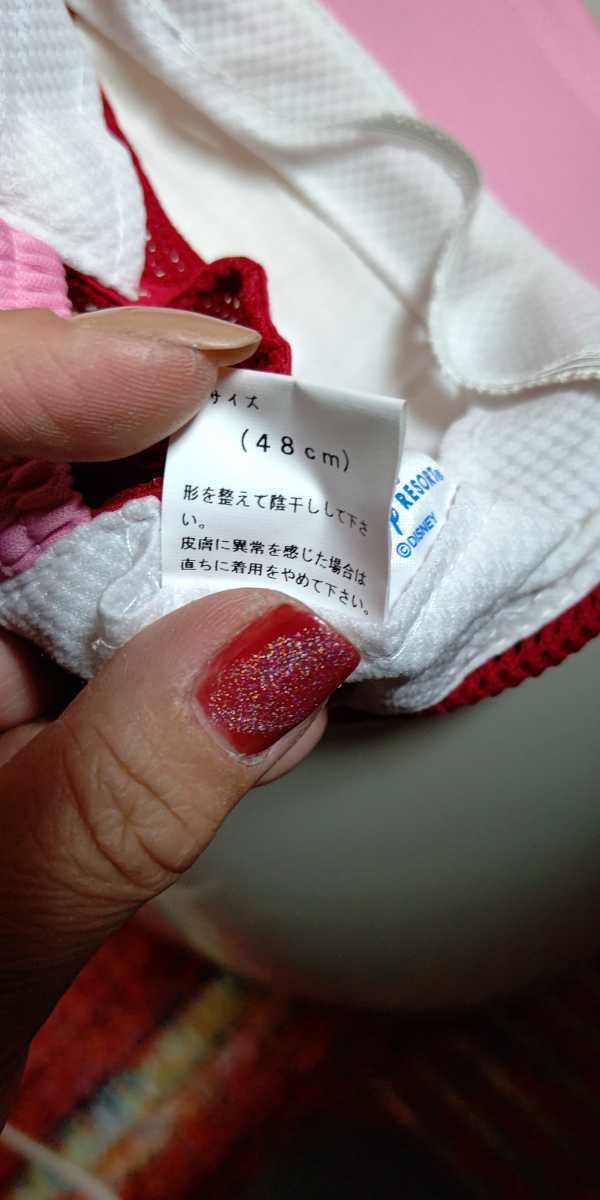 サイズ
(48cm)
形を整えて陰干しして下さ
い。
皮膚に異常を感じた場合は
直ちに着用をやめて下さい。
RESORT
©DISNEY